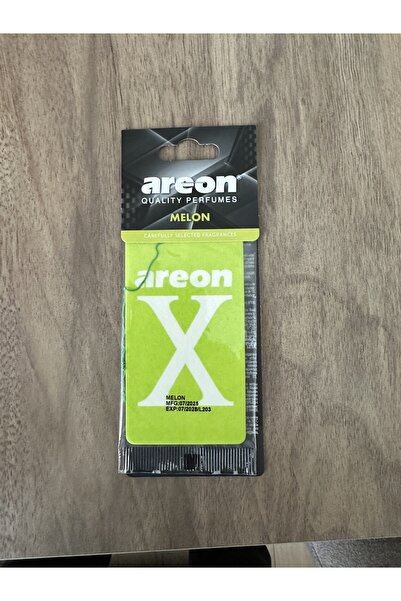 areon
QUALITY PERFUMES
MELON
CAREFULLY SELECTED FRAGRANCES
areon
X
MELON
MFG:07/2025
EXP:07/2028/L203